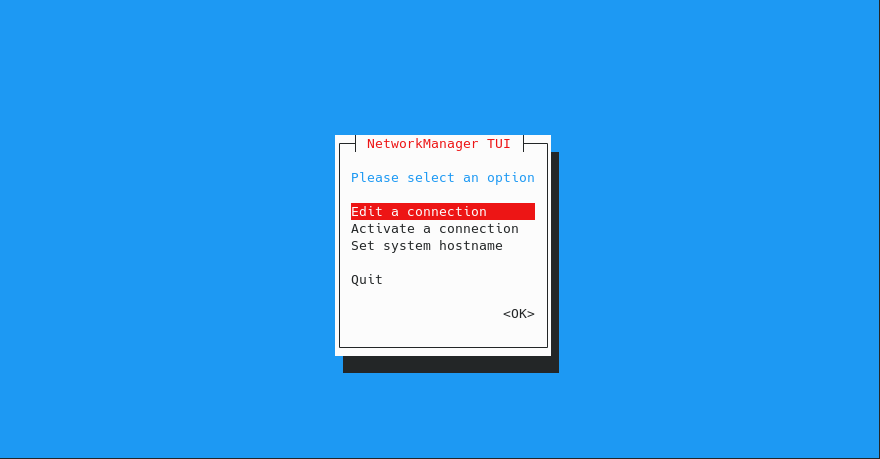 NetworkManager TUI
Please select an option
Edit a connection
Activate a connection
Set system hostname
Quit
<OK>